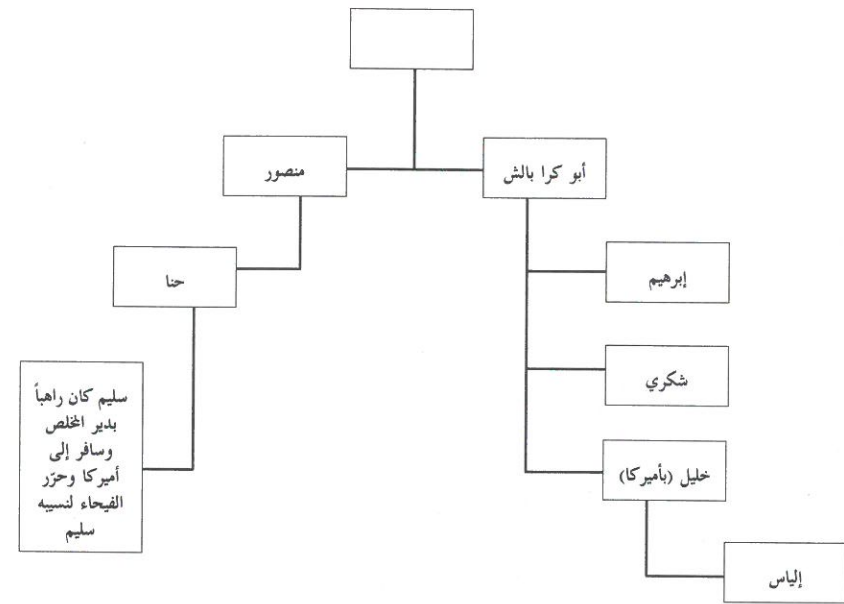 أبو كرا بالش
منصور
إبرهيم
حنا
شكري
سليم كان راهباً
بدير المخلص
وسافر إلى
أميركا وحرّر
الفيحاء لنسيبه
سليم
خليل (بأميركا)
إلياس